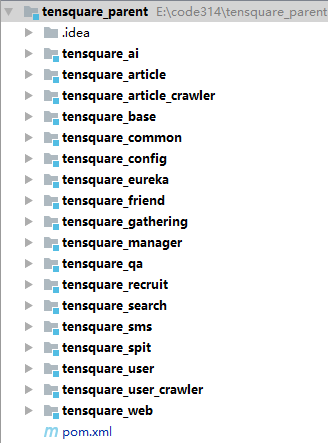 tensquare_parent E:\code314\tensquare_parent
.idea
tensquare_ai
tensquare_article
tensquare_article_crawler
tensquare_base
tensquare_common
tensquare_config
tensquare_eureka
tensquare_friend
tensquare_gathering
tensquare_manager
tensquare_qa
tensquare_recruit
tensquare_search
tensquare_sms
tensquare_spit
tensquare_user
tensquare_user_crawler
tensquare_web
m pom.xml